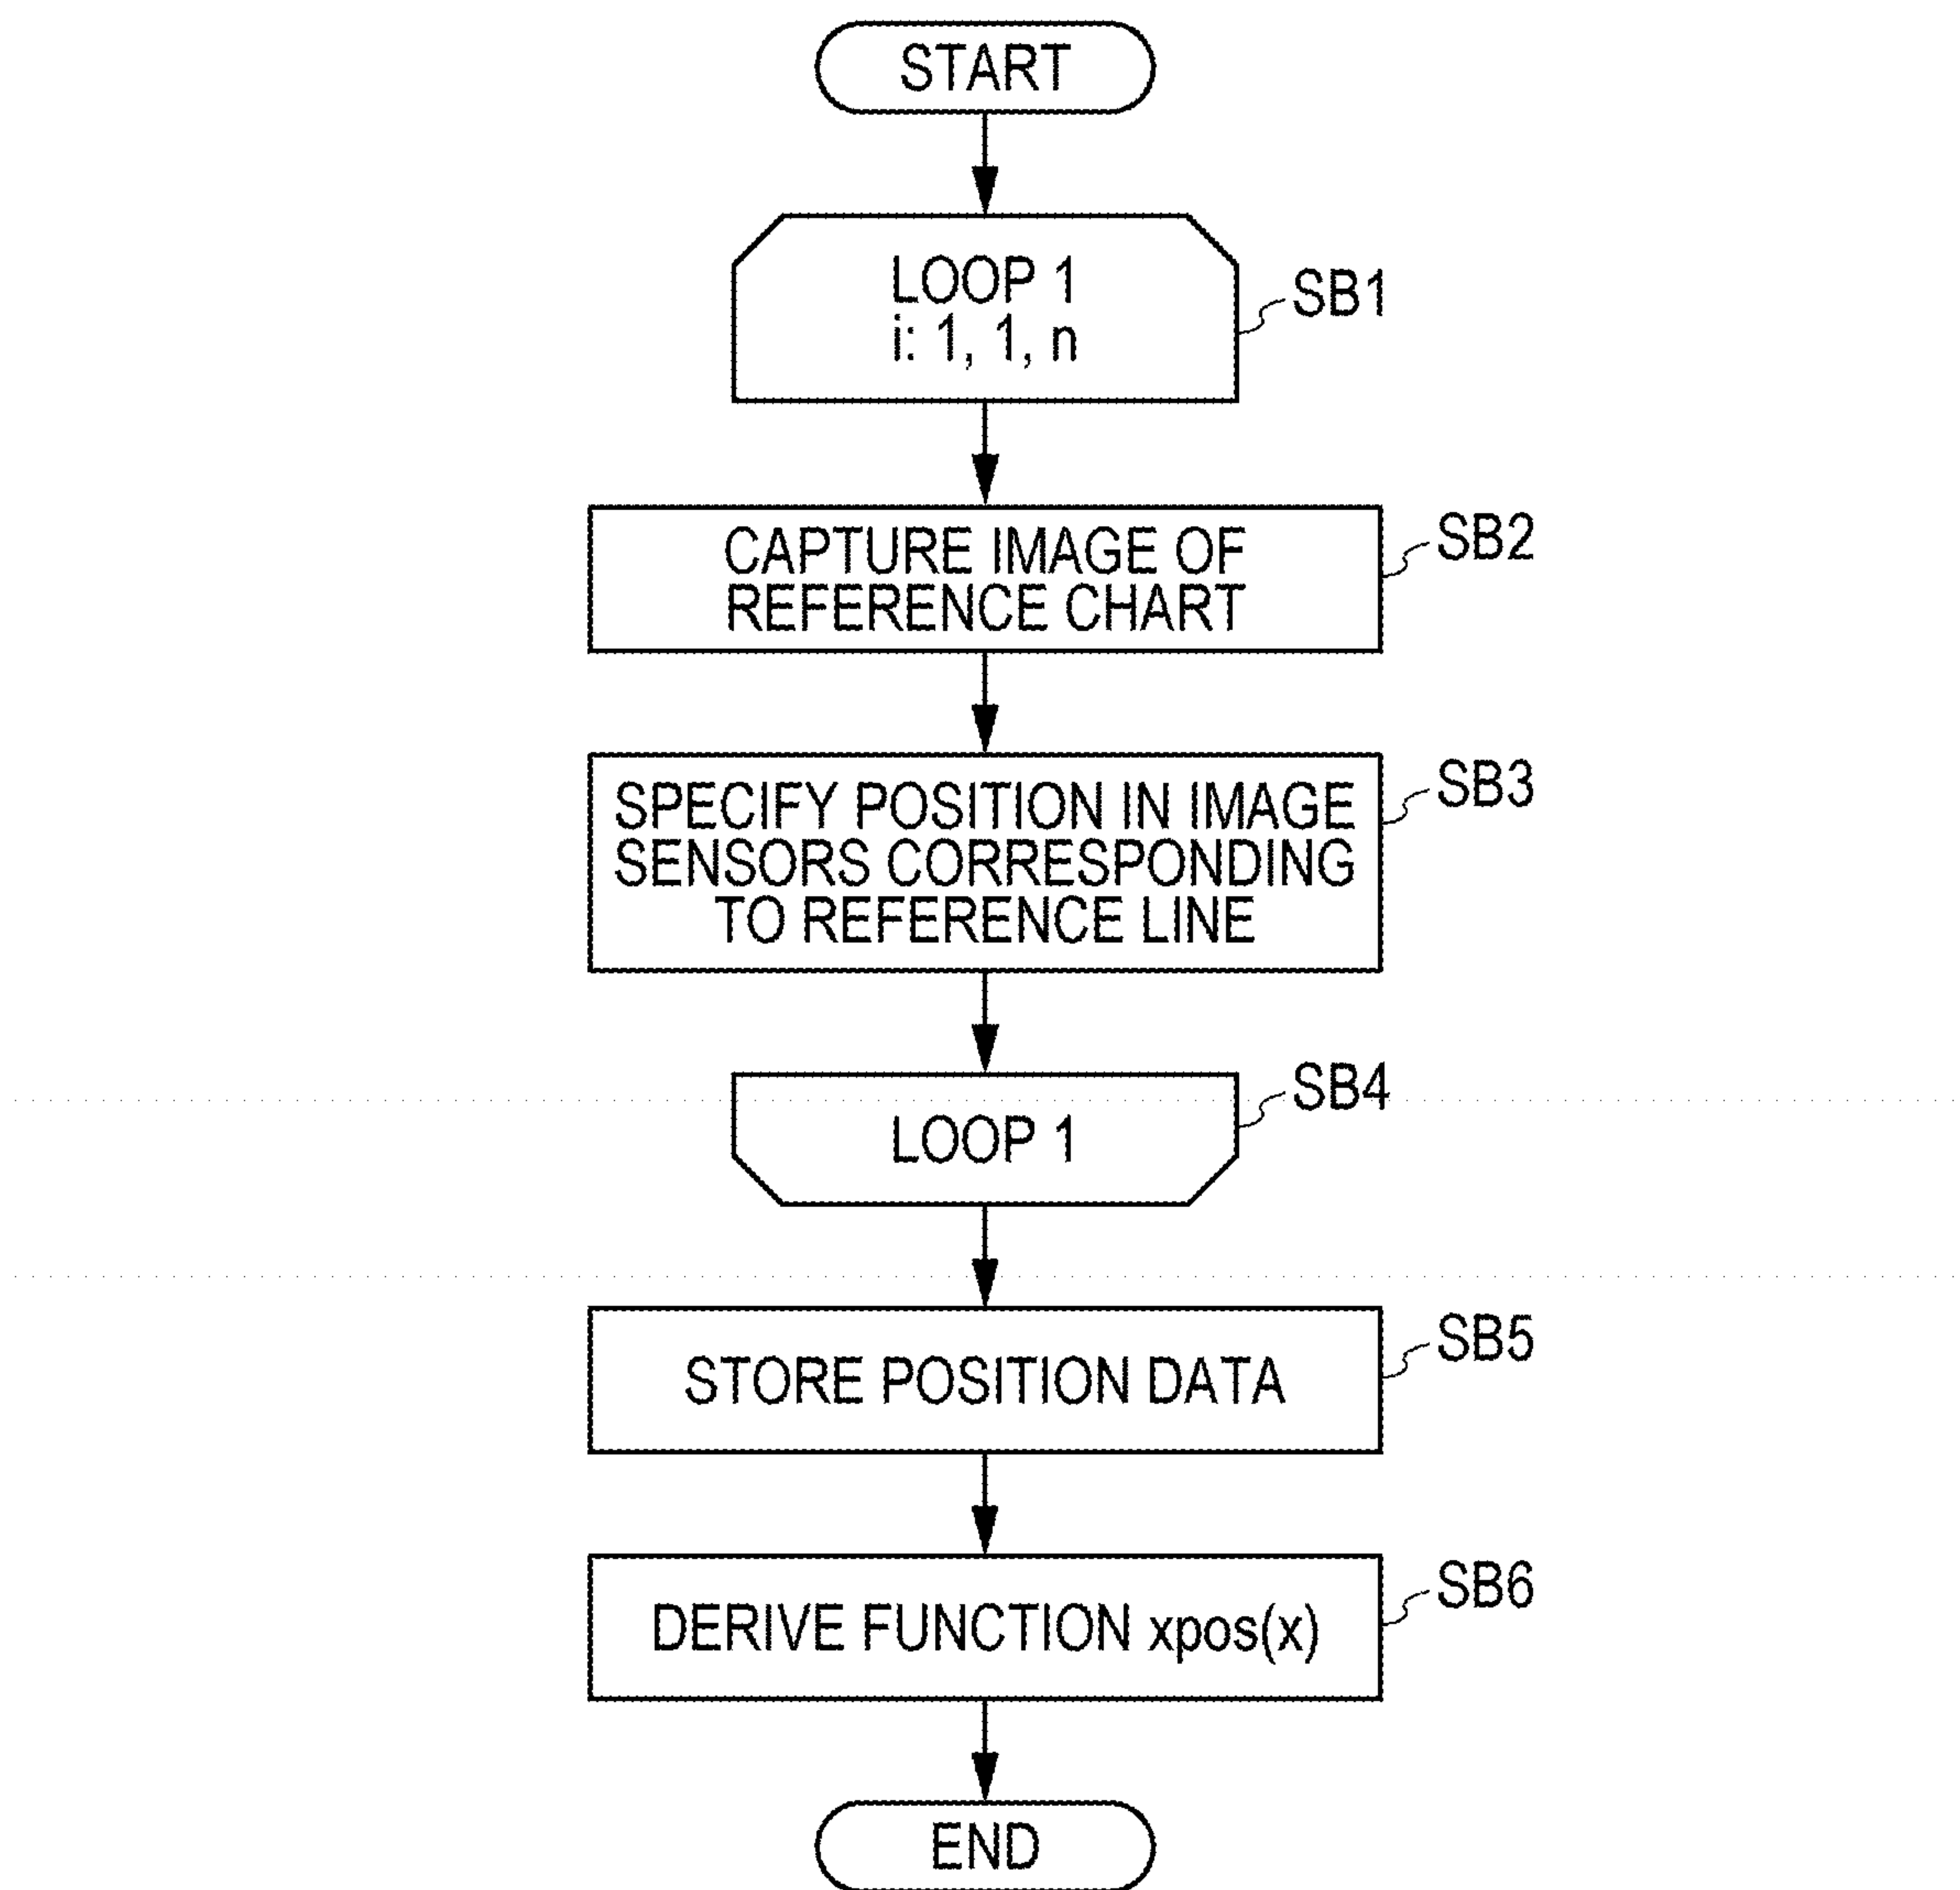 START
LOOP 1
i: 1, 1, n
SB1
CAPTURE IMAGE OF
REFERENCE CHART
SB2
SPECIFY POSITION IN IMAGE
SENSORS CORRESPONDING
TO REFERENCE LINE
SB3
LOOP 1
SB4
STORE POSITION DATA
SB5
DERIVE FUNCTION xpos(x)
SB6
END